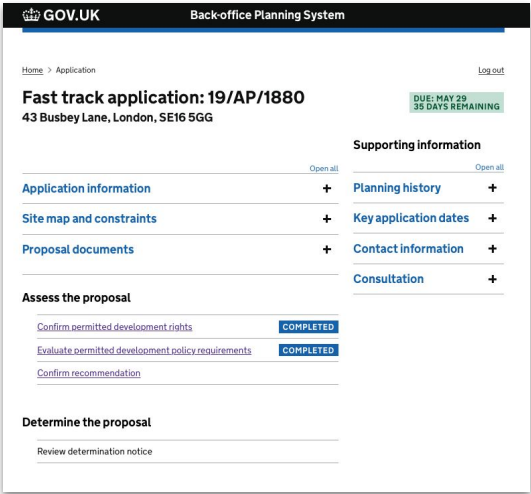 GOV.UK
Back-office Planning System
Home > Application
Log out
Fast track application: 19/AP/1880
43 Busbey Lane, London, SE16 5GG
DUE: MAY 29
35 DAYS REMAINING
Open all
Application information +
Site map and constraints +
Proposal documents +
Supporting information
Open all
Planning history +
Key application dates +
Contact information +
Consultation +
Assess the proposal
Confirm permitted development rights COMPLETED
Evaluate permitted development policy requirements COMPLETED
Confirm recommendation
Determine the proposal
Review determination notice